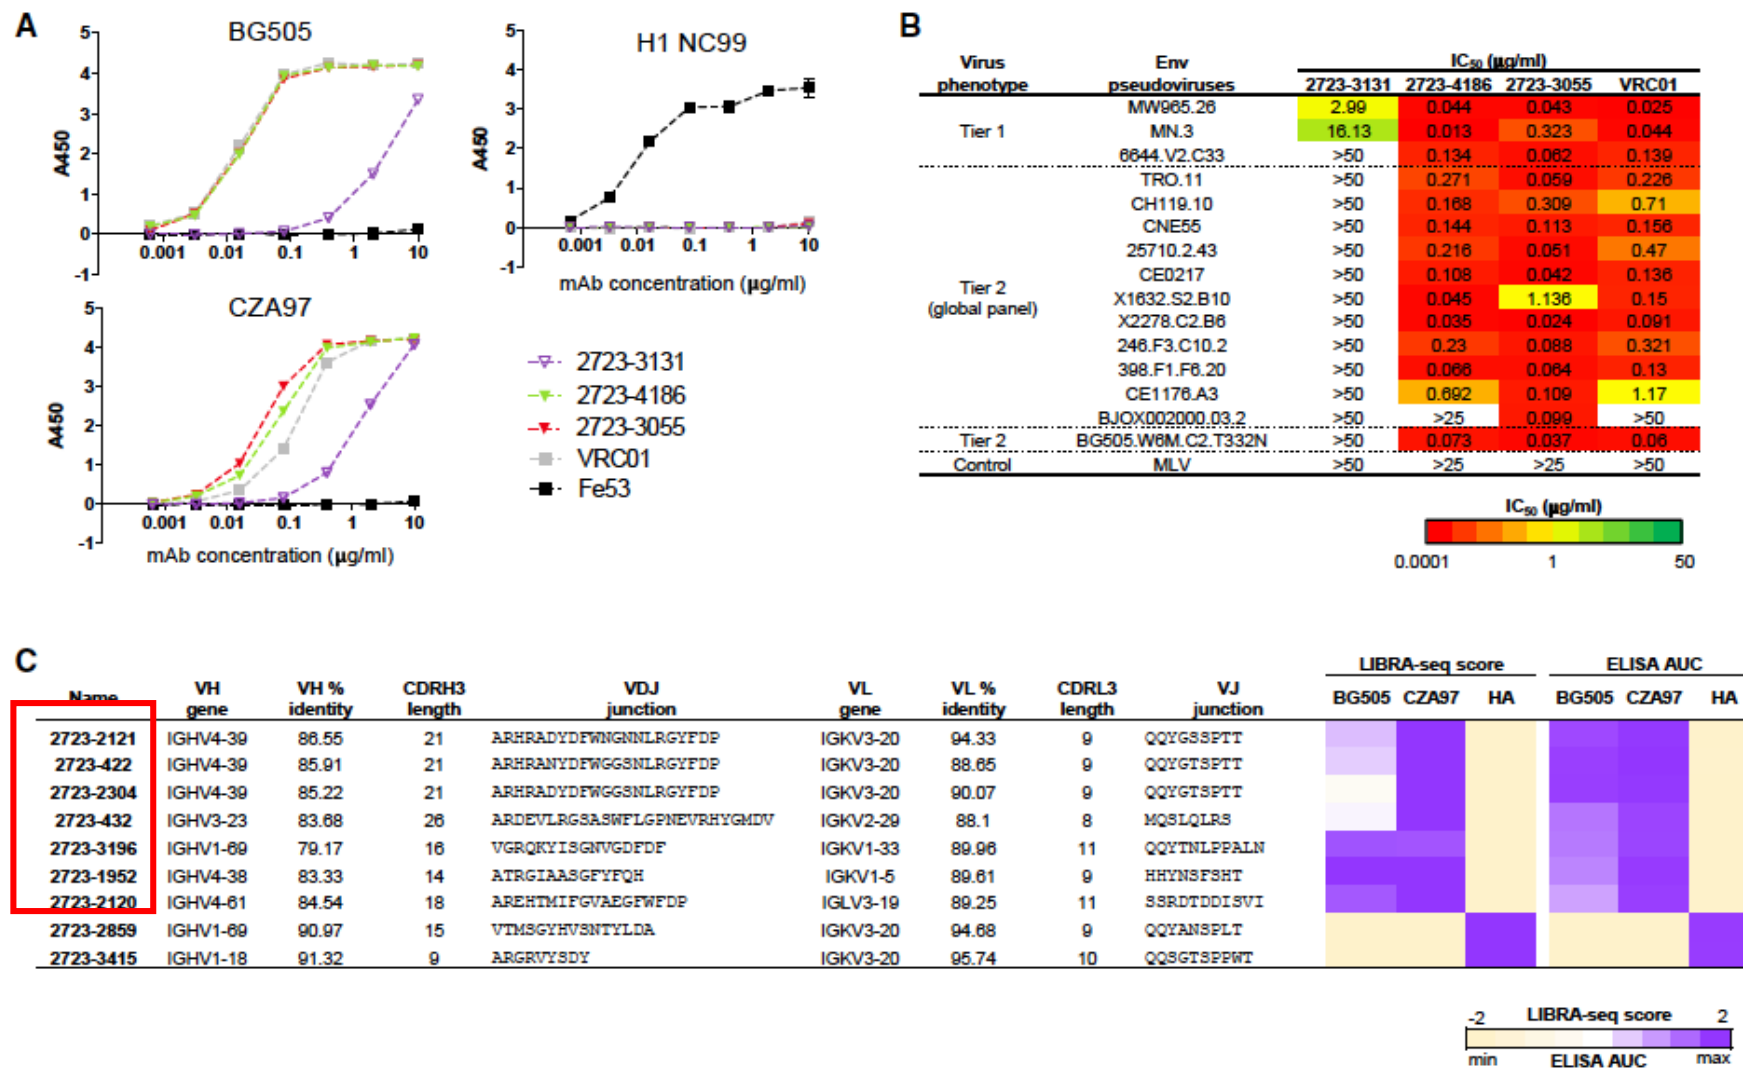 A
BG505
5
4
3
2
1
0
-1
A450
0.001 0.01 0.1 1 10
H1 NC99
5
4
3
2
1
0
-1
A450
0.001 0.01 0.1 1 10
mAb concentration (µg/ml)
CZA97
5
4
3
2
1
0
-1
A450
0.001 0.01 0.1 1 10
mAb concentration (µg/ml)
2723-3131
2723-4186
2723-3055
VRC01
Fe53
B
Virus phenotype Env pseudoviruses IC50 (µg/ml)
2723-3131 2723-4186 2723-3055 VRC01
MW965.26 2.99 0.044 0.043 0.025
Tier 1 MN.3 16.13 0.013 0.323 0.044
6644.V2.C33 >50 0.134 0.062 0.139
TRO.11 >50 0.271 0.059 0.226
CH119.10 >50 0.168 0.309 0.71
CNE55 >50 0.144 0.113 0.156
25710.2.43 >50 0.216 0.051 0.47
CE0217 >50 0.108 0.042 0.136
Tier 2
(global panel)
X1632.S2.B10 >50 0.045 1.136 0.15
X2278.C2.B6 >50 0.035 0.024 0.091
246.F3.C10.2 >50 0.23 0.088 0.321
398.F1.F6.20 >50 0.066 0.064 0.13
CE1176.A3 >50 0.692 0.109 1.17
BJOX002000.03.2 >50 >25 0.099 >50
Tier 2 BG505.W6M.C2.T332N >50 0.073 0.037 0.06
Control MLV >50 >25 >25 >50
IC50 (µg/ml)
0.0001 1 50
C
LIBRA-seq score ELISA AUC
Name VH gene VH % identity CDRH3 length VDJ junction VL gene VL % identity CDRL3 length VJ junction BG505 CZA97 HA BG505 CZA97 HA
2723-2121 IGHV4-39 86.55 21 ARHRADYDFWNGNNLRGYFDP IGKV3-20 94.33 9 QQYGSSPTT
2723-422 IGHV4-39 85.91 21 ARHRANYDFWGGSNLRGYFDP IGKV3-20 88.65 9 QQYGTSPTT
2723-2304 IGHV4-39 85.22 21 ARHRADYDFWGGSNLRGYFDP IGKV3-20 90.07 9 QQYGTSPTT
2723-432 IGHV3-23 83.68 26 ARDEVLRGSASWFLGPNEVRHYGMDV IGKV2-29 88.1 8 MQSLQLRS
2723-3196 IGHV1-69 79.17 16 VGRQKYISGNVGDFDF IGKV1-33 89.96 11 QQYTNLPPALN
2723-1952 IGHV4-38 83.33 14 ATRGIAASGFYFQH IGKV1-5 89.61 9 HHYNSFSHT
2723-2120 IGHV4-61 84.54 18 AREHTMIFGVAEGFWFDP IGLV3-19 89.25 11 SSRDTDDISVI
2723-2859 IGHV1-69 90.97 15 VTMSGYHVSNTYLDA IGKV3-20 94.68 9 QQYANSPLT
2723-3415 IGHV1-18 91.32 9 ARGRVYSDY IGKV3-20 95.74 10 QQSGTSPPWT
-2 LIBRA-seq score 2
min ELISA AUC max